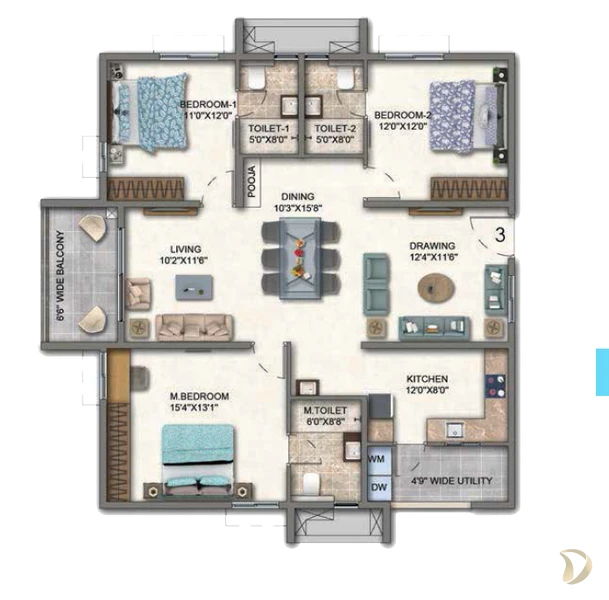 BEDROOM-1
11'0"X12'0"
BEDROOM-2
12'0"X12'0"
TOILET-1
5'0"X8'0"
TOILET-2
5'0"X8'0"
POOJA
DINING
10'3"X15'8"
LIVING
10'2"X11'6"
DRAWING
12'4"X11'6"
3
6'6" WIDE BALCONY
M.BEDROOM
15'4"X13'1"
KITCHEN
12'0"X8'0"
M.TOILET
6'0"X8'8"
WM
DW
4'9" WIDE UTILITY